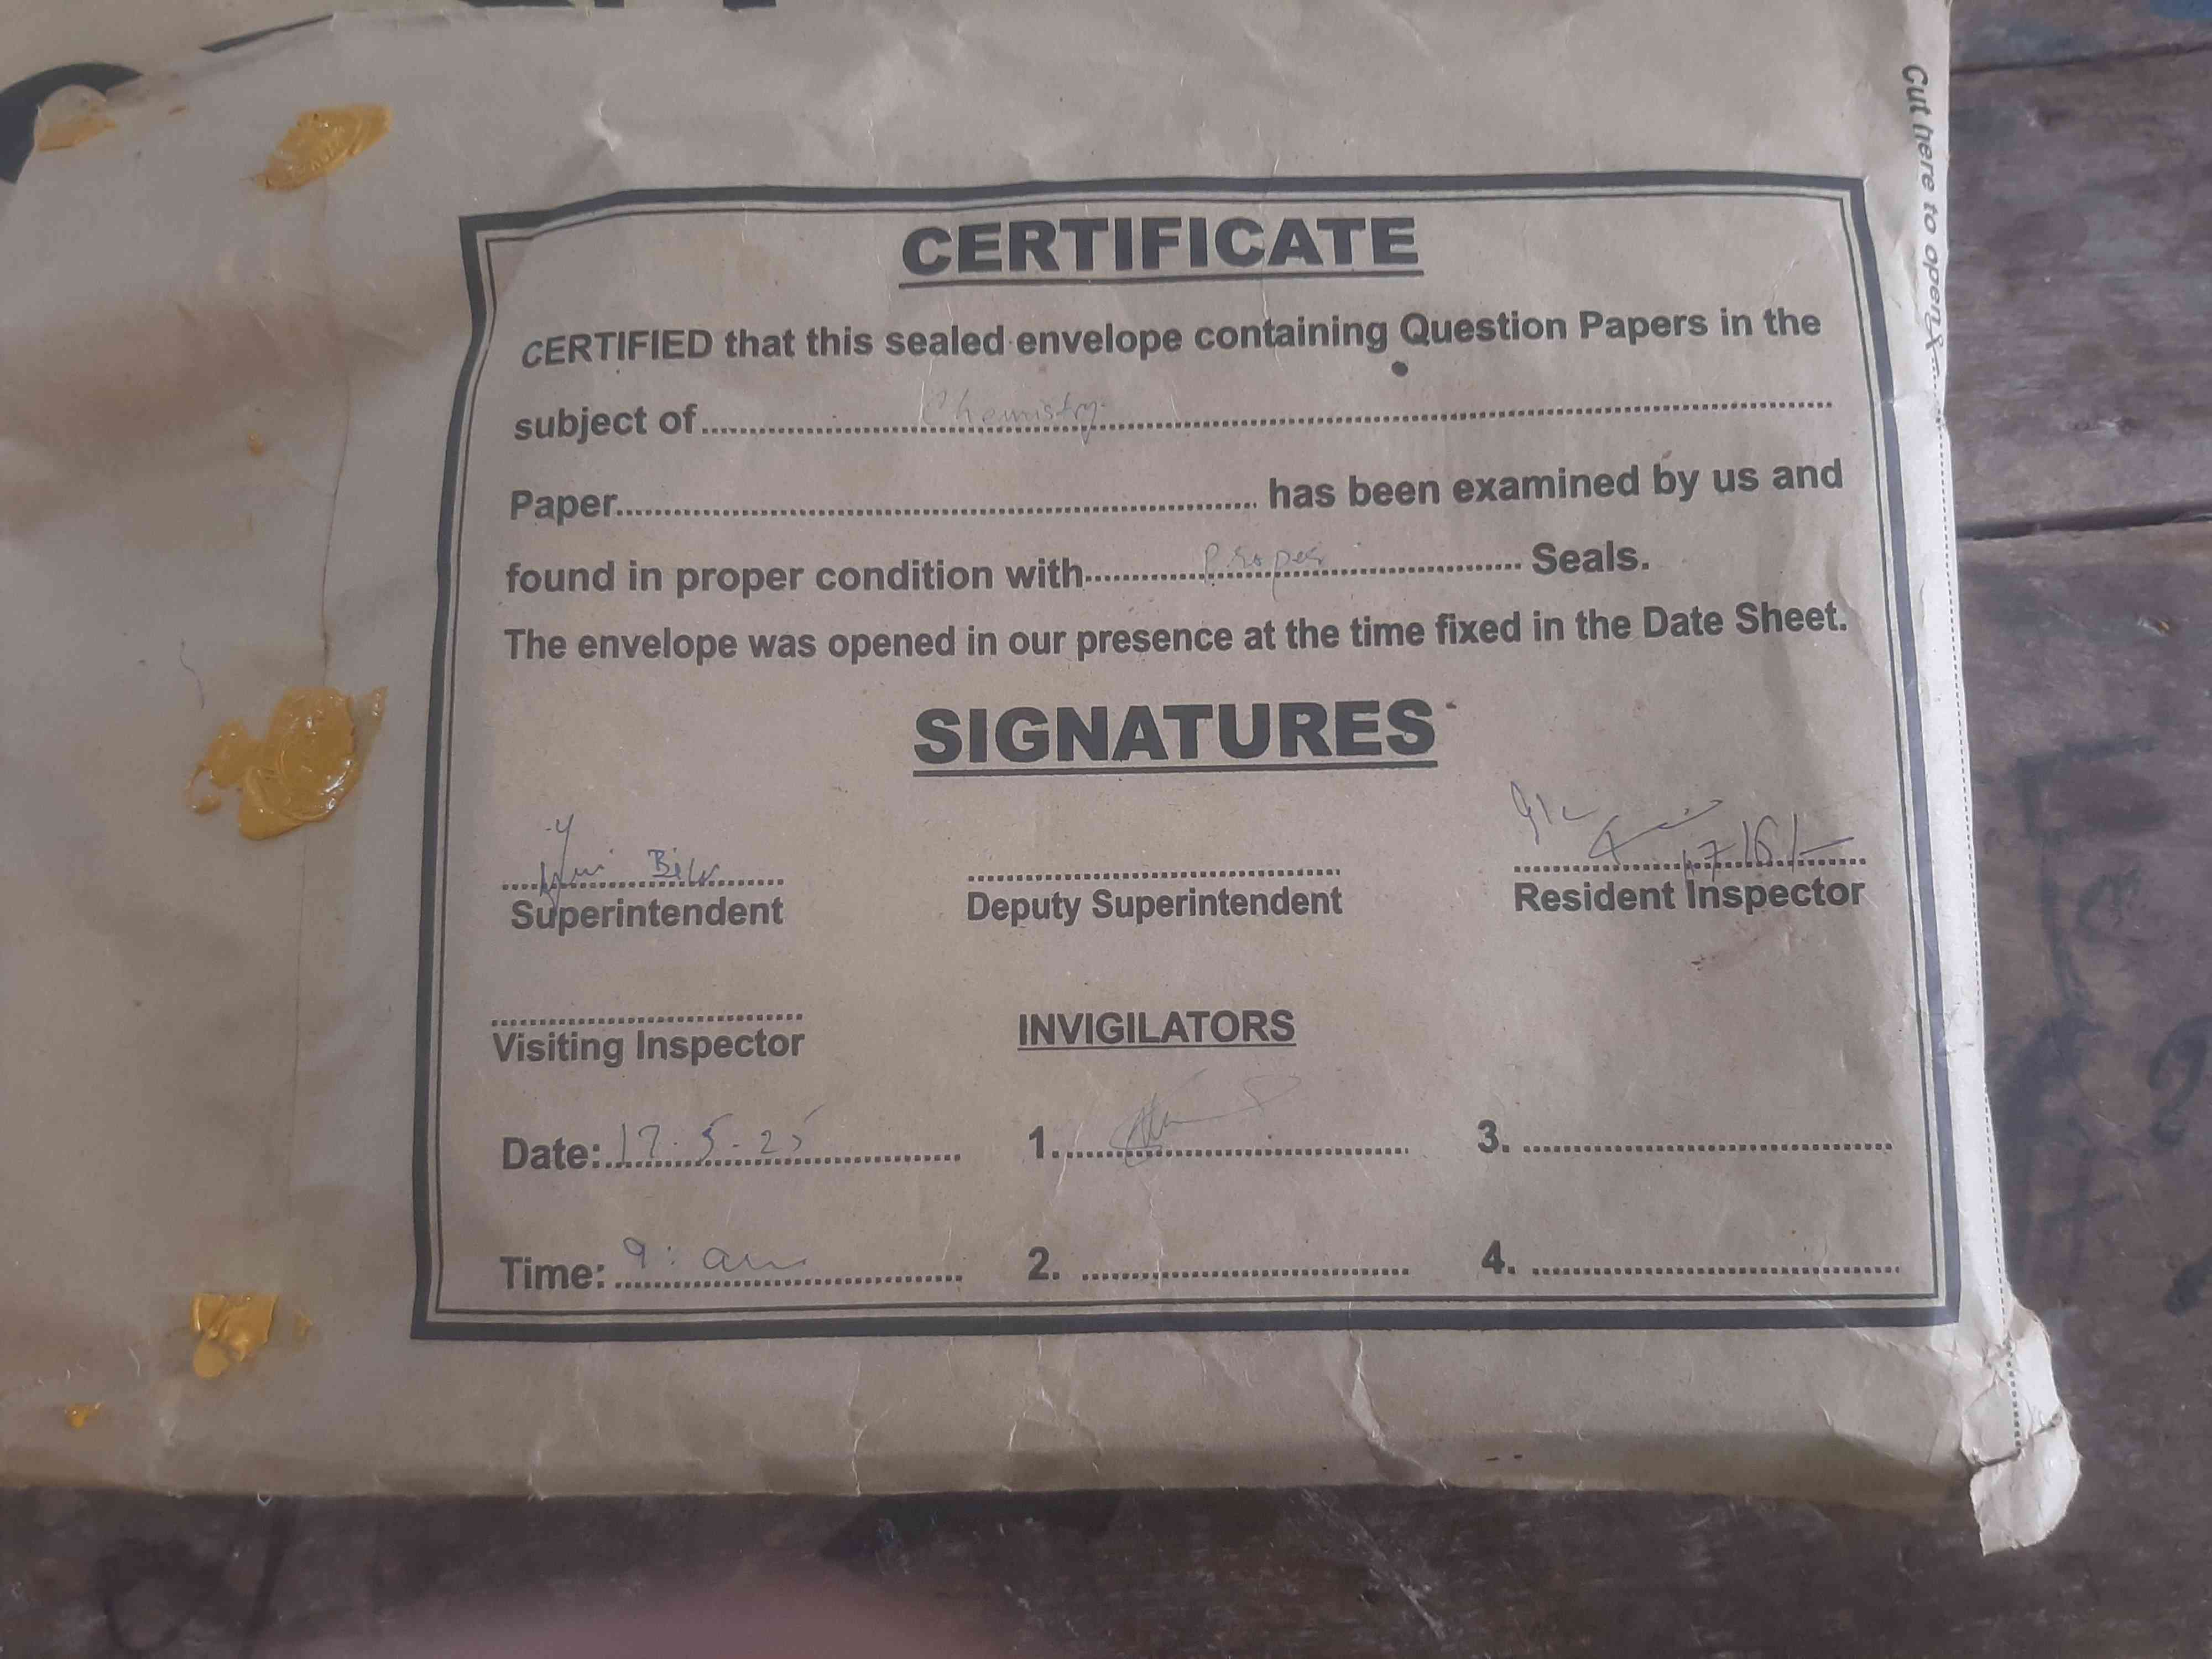 CERTIFICATE
CERTIFIED that this sealed envelope containing Question Papers in the
subject of Chemistry
Paper has been examined by us and
found in proper condition with Proper Seals.
The envelope was opened in our presence at the time fixed in the Date Sheet.
SIGNATURES
Superintendent Deputy Superintendent Resident Inspector
Visiting Inspector INVIGILATORS
Date: 17.5.25 1. 3.
Time: 9: am 2. 4.
Cut here to open